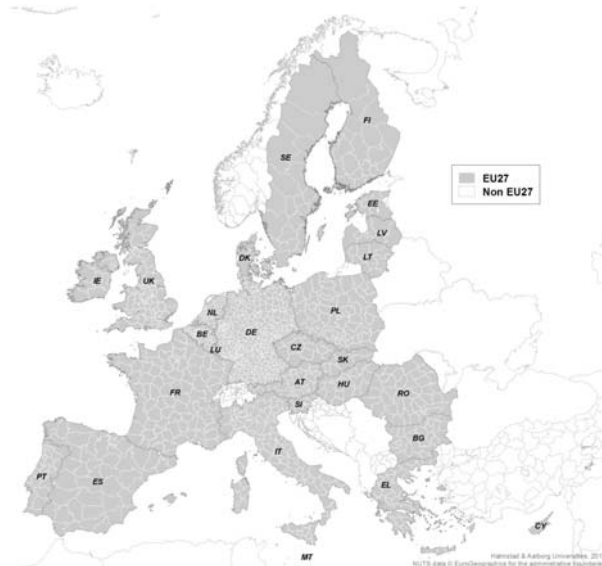 FI
SE
EU27
Non EU27
EE
LV
LT
DK
IE
UK
NL
PL
BE
DE
LU
CZ
SK
FR
AT
HU
SI
RO
BG
IT
PT
ES
EL
CY
MT
Halmstad & Aalborg Universities, 201
NUTS data © EuroGeographics for the administrative boundarie